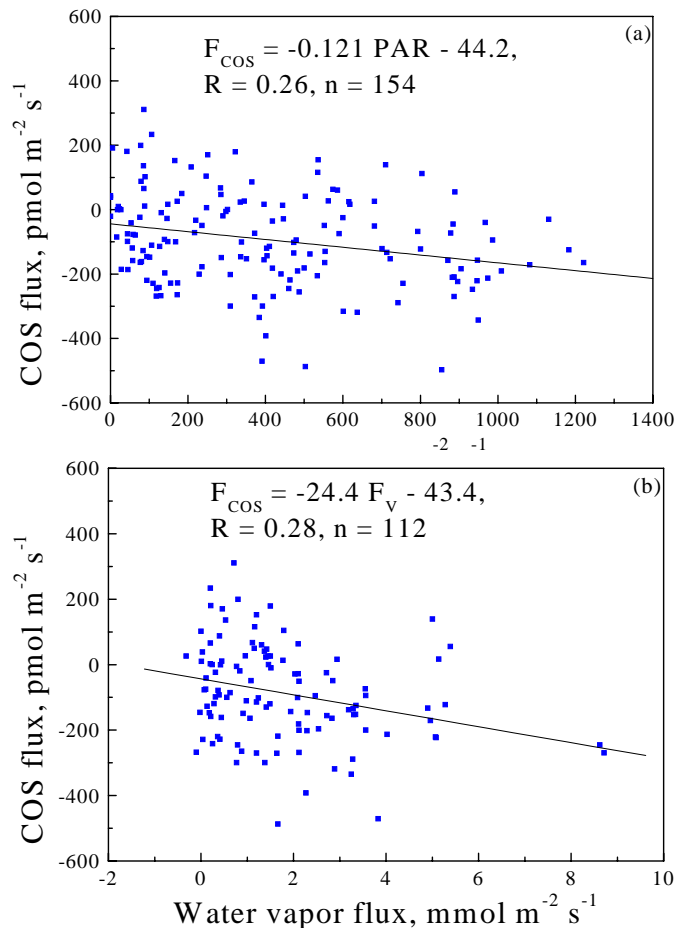 (a)
F_COS = -0.121 PAR - 44.2,
R = 0.26, n = 154
COS flux, pmol m⁻² s⁻¹
600
400
200
0
-200
-400
-600
0 200 400 600 800 1000 1200 1400
-2 -1
(b)
F_COS = -24.4 F_V - 43.4,
R = 0.28, n = 112
COS flux, pmol m⁻² s⁻¹
600
400
200
0
-200
-400
-600
-2 0 2 4 6 8 10
Water vapor flux, mmol m⁻² s⁻¹